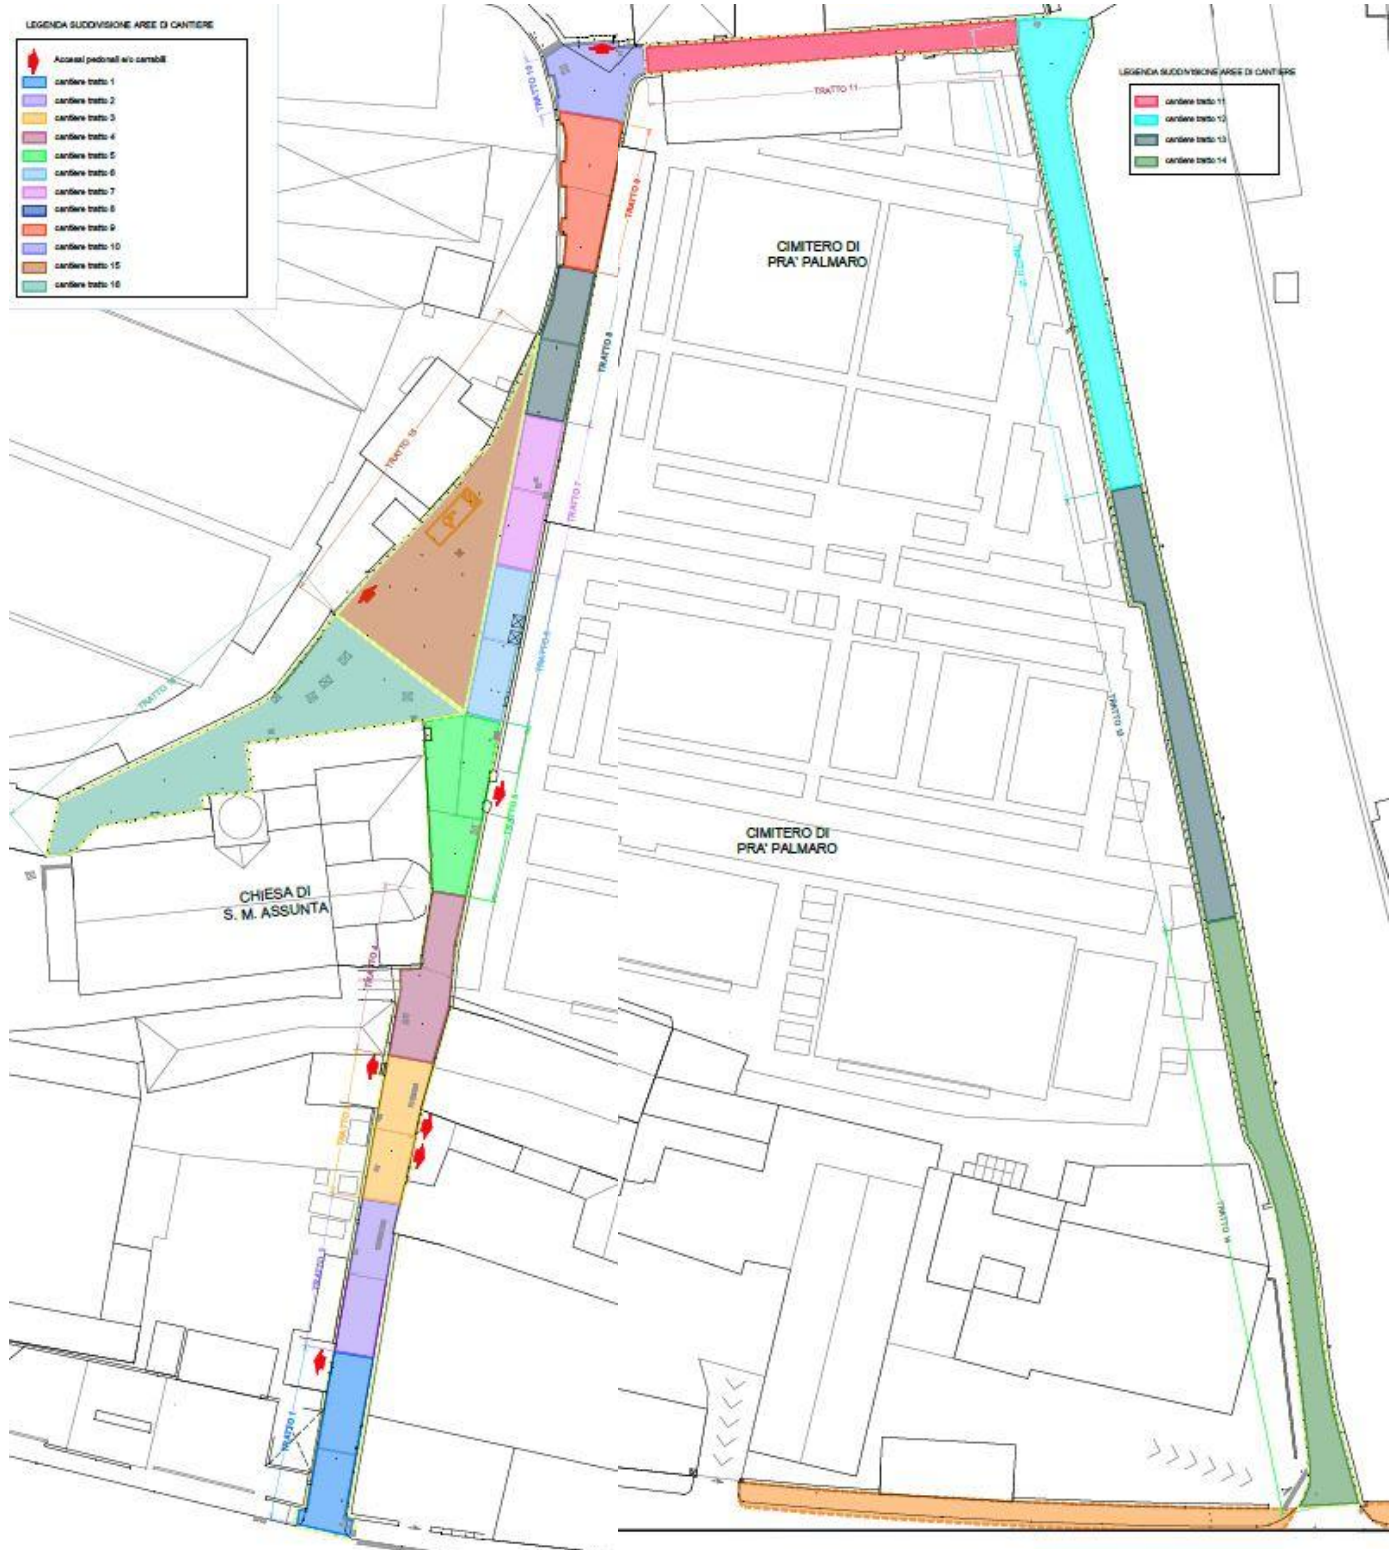 LEGENDA SUDDIVISIONE AREE DI CANTIERE
Accessi pedonali e/o carrabili
cantiere tratto 1
cantiere tratto 2
cantiere tratto 3
cantiere tratto 4
cantiere tratto 5
cantiere tratto 6
cantiere tratto 7
cantiere tratto 8
cantiere tratto 9
cantiere tratto 10
cantiere tratto 15
cantiere tratto 16
LEGENDA SUDDIVISIONE AREE DI CANTIERE
cantiere tratto 11
cantiere tratto 12
cantiere tratto 13
cantiere tratto 14
TRATTO 10
TRATTO 11
TRATTO 9
CIMITERO DI
PRA' PALMARO
TRATTO 12
TRATTO 8
TRATTO 15
TRATTO 7
TRATTO 6
TRATTO 16
TRATTO 13
TRATTO 5
CIMITERO DI
PRA' PALMARO
CHIESA DI
S. M. ASSUNTA
TRATTO 4
TRATTO 3
TRATTO 14
TRATTO 2
TRATTO 1